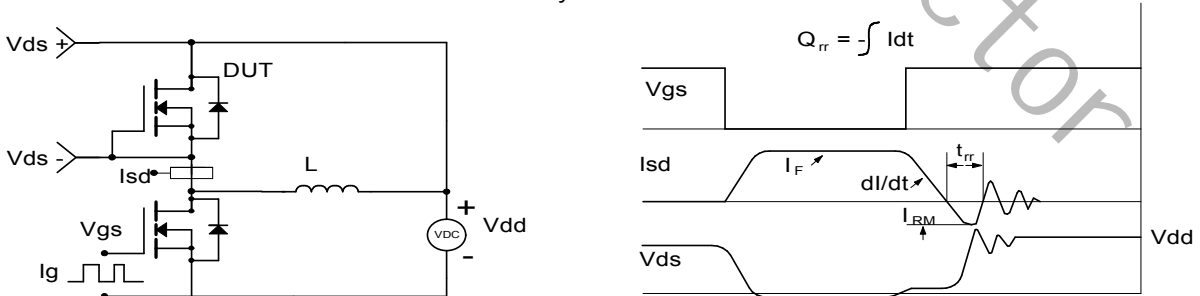 Vds +
DUT
Vds -
Isd
L
Vgs
Ig
+
VDC
-
Vdd
Qrr = -∫ Idt
Vgs
Isd
IF
dI/dt
trr
IRM
Vds
Vdd
ctor